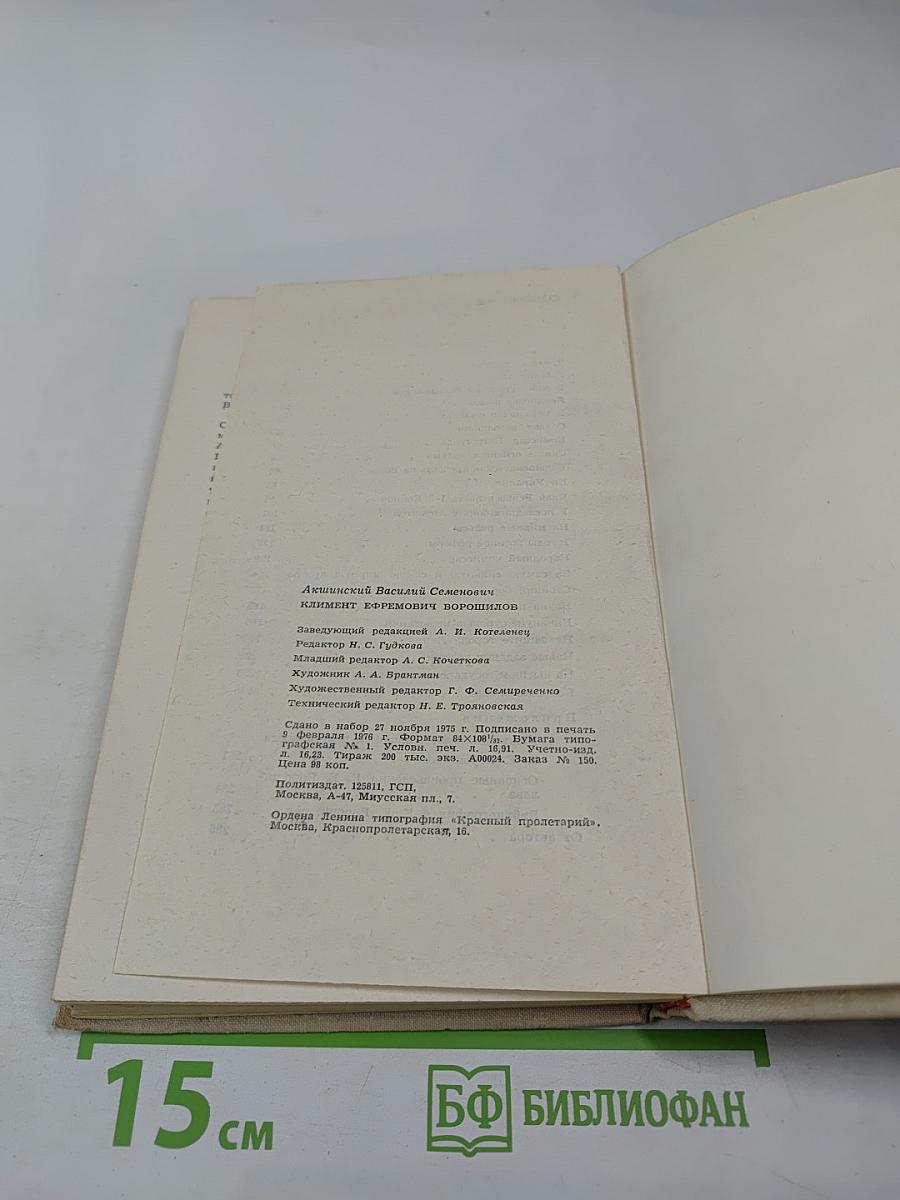 Акшинский Василий Семенович
КЛИМЕНТ ЕФРЕМОВИЧ ВОРОШИЛОВ
Заведующий редакцией А. И. Котеленец
Редактор Н. С. Гудкова
Младший редактор А. С. Кочеткова
Художник А. А. Брантман
Художественный редактор Г. Ф. Семиреченко
Технический редактор Н. Е. Трояновская
Сдано в набор 27 ноября 1975 г. Подписано в печать
9 февраля 1976 г. Формат 84×108¹/₃₂. Бумага типо-
графская № 1. Условн. печ. л. 16,91. Учетно-изд.
л. 16,23. Тираж 200 тыс. экз. А00024. Заказ № 150.
Цена 98 коп.
Политиздат. 125811, ГСП,
Москва, А-47, Миусская пл., 7.
Ордена Ленина типография «Красный пролетарий».
Москва, Краснопролетарская, 16.
15 см
БФ БИБЛИОФАН